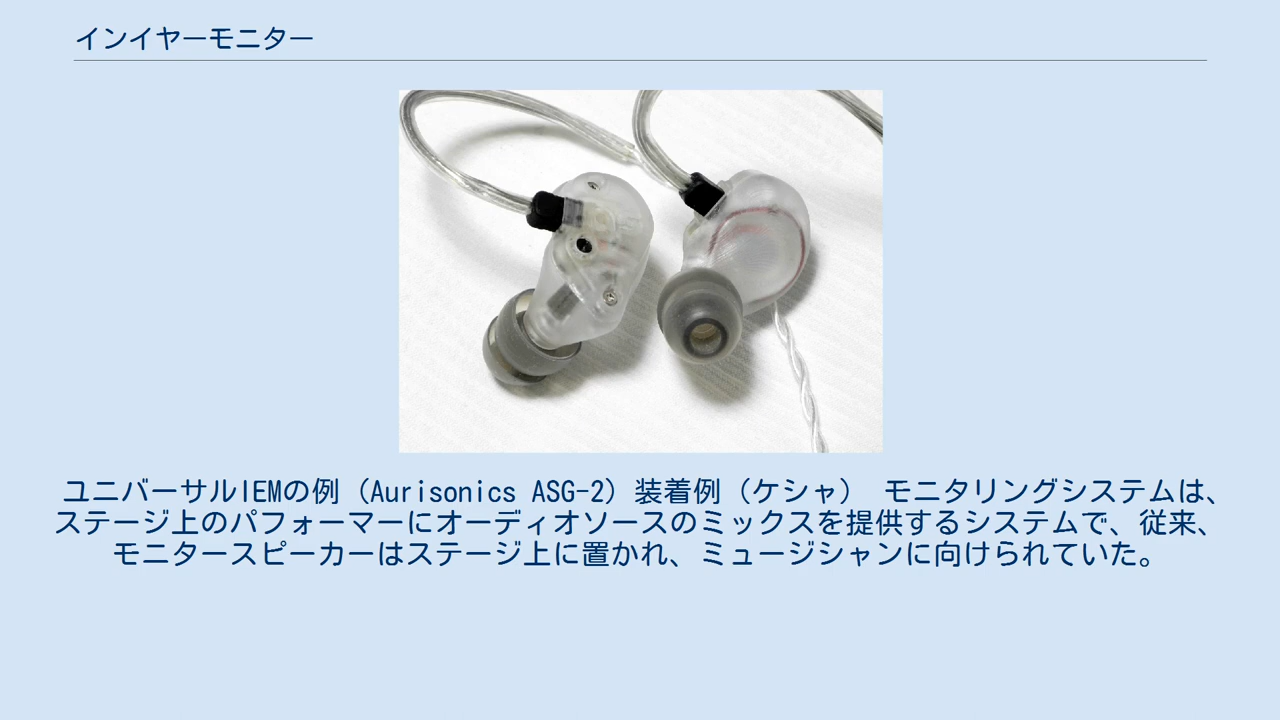 インイヤーモニター
ユニバーサルIEMの例（Aurisonics ASG-2）装着例（ケシャ） モニタリングシステムは、
ステージ上のパフォーマーにオーディオソースのミックスを提供するシステムで、従来、
モニタースピーカーはステージ上に置かれ、ミュージシャンに向けられていた。